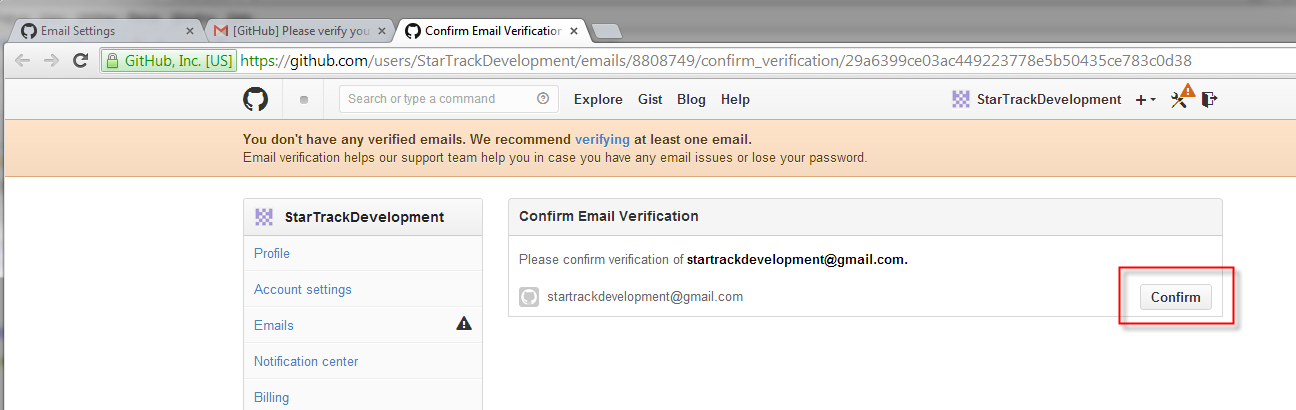 Email Settings
[GitHub] Please verify you
Confirm Email Verification
GitHub, Inc. [US] https://github.com/users/StarTrackDevelopment/emails/8808749/confirm_verification/29a6399ce03ac449223778e5b50435ce783c0d38
Search or type a command
Explore Gist Blog Help
StarTrackDevelopment
You don't have any verified emails. We recommend verifying at least one email.
Email verification helps our support team help you in case you have any email issues or lose your password.
StarTrackDevelopment
Profile
Account settings
Emails
Notification center
Billing
Confirm Email Verification
Please confirm verification of startrackdevelopment@gmail.com.
startrackdevelopment@gmail.com
Confirm